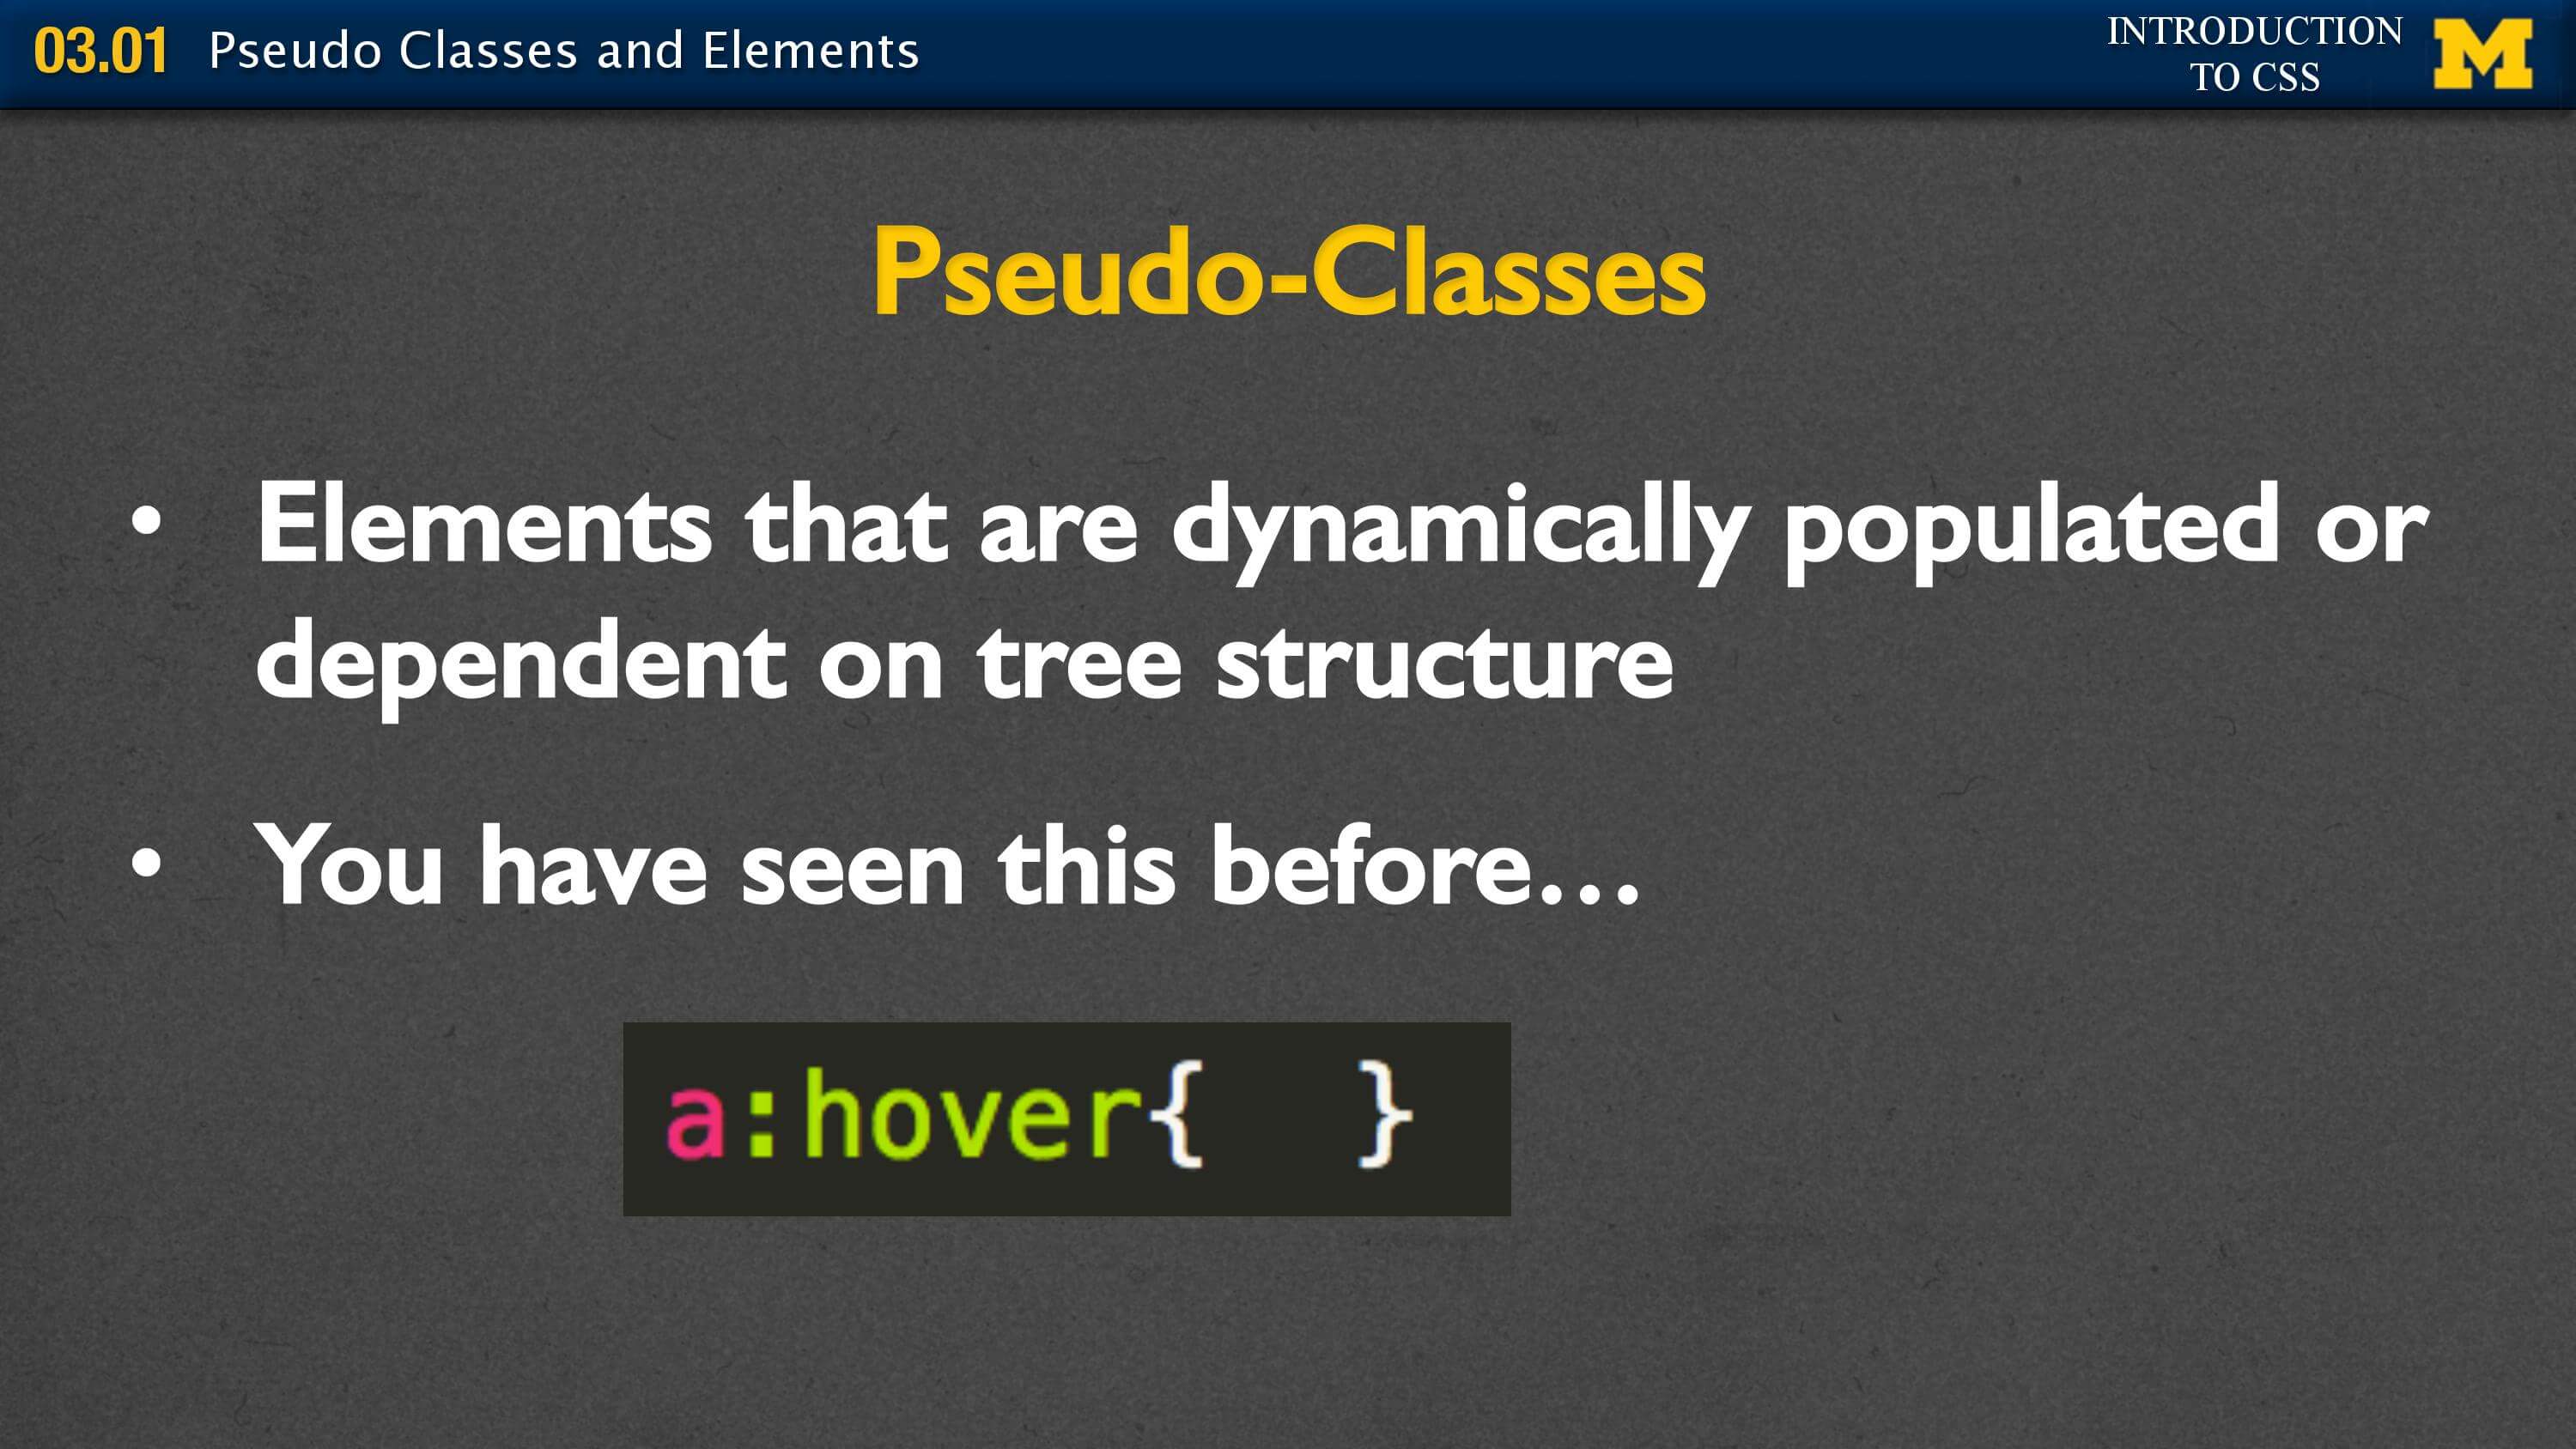 03.01 Pseudo Classes and Elements
INTRODUCTION
TO CSS
M
Pseudo-Classes
• Elements that are dynamically populated or
dependent on tree structure
• You have seen this before…
a:hover{  }